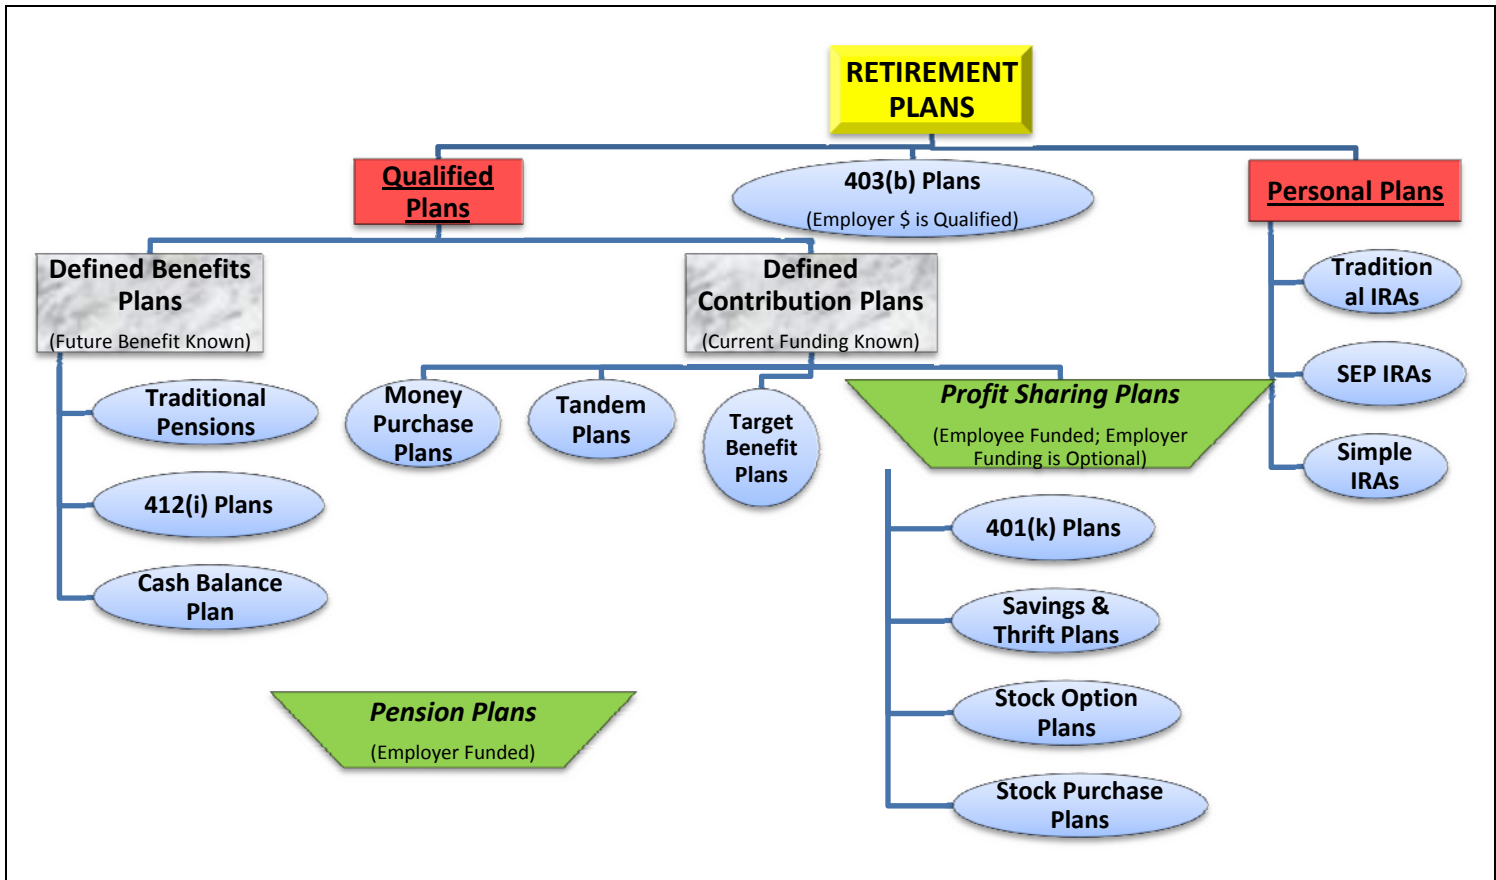 RETIREMENT
PLANS
Qualified
Plans
403(b) Plans
(Employer $ is Qualified)
Personal Plans
Defined Benefits
Plans
(Future Benefit Known)
Defined
Contribution Plans
(Current Funding Known)
Tradition
al IRAs
SEP IRAs
Simple
IRAs
Traditional
Pensions
412(i) Plans
Cash Balance
Plan
Money
Purchase
Plans
Tandem
Plans
Target
Benefit
Plans
Profit Sharing Plans
(Employee Funded; Employer
Funding is Optional)
401(k) Plans
Savings &
Thrift Plans
Stock Option
Plans
Stock Purchase
Plans
Pension Plans
(Employer Funded)